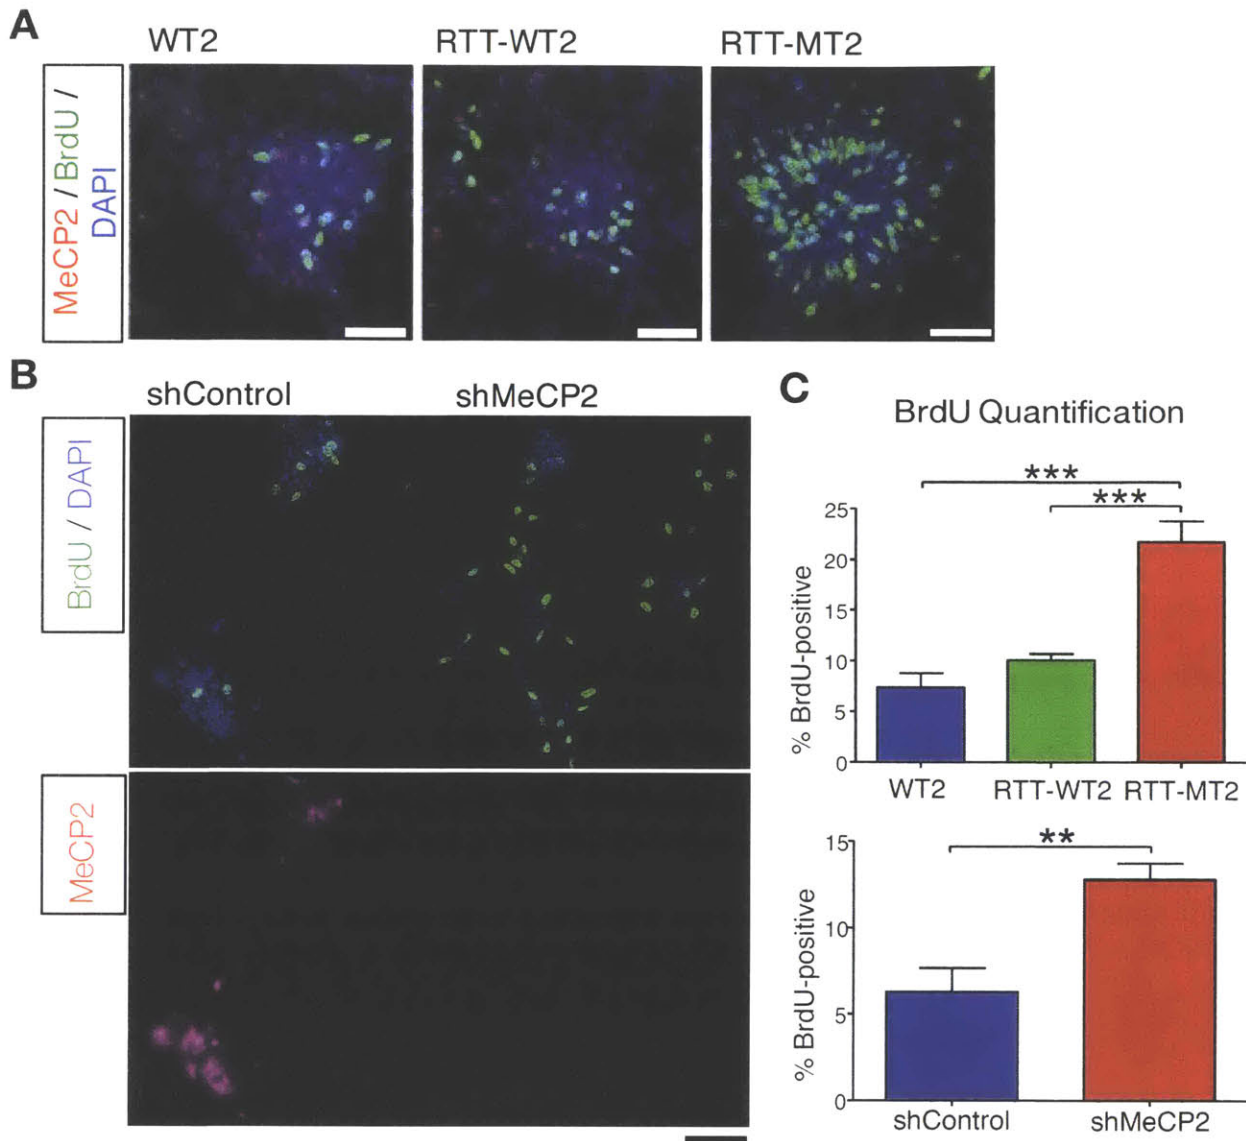 A
WT2
RTT-WT2
RTT-MT2
MeCP2 / BrdU /
DAPI
B
shControl
shMeCP2
BrdU / DAPI
MeCP2
C
BrdU Quantification
***
***
25
20
15
10
5
0
% BrdU-positive
WT2
RTT-WT2
RTT-MT2
**
15
10
5
0
% BrdU-positive
shControl
shMeCP2